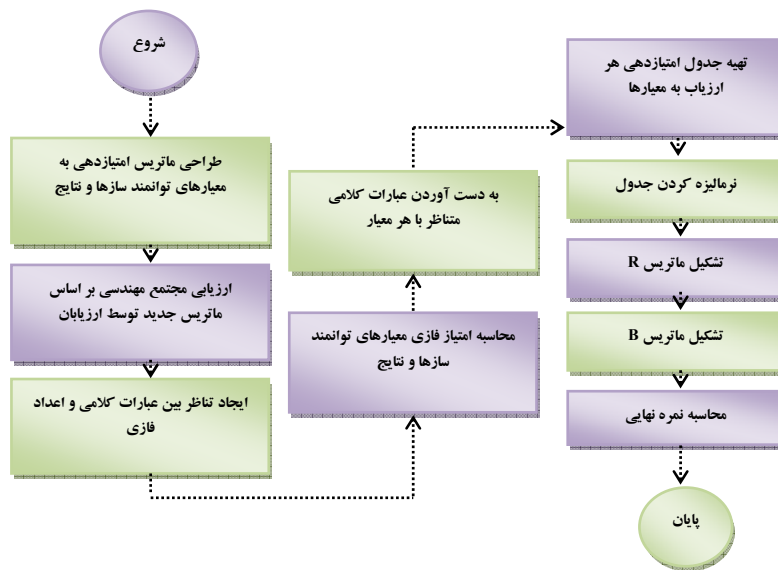 شروع
طراحی ماتریس امتیازدهی به
معیارهای توانمند سازها و نتایج
ارزیابی مجتمع مهندسی بر اساس
ماتریس جدید توسط ارزیابان
ایجاد تناظر بین عبارات کلامی و اعداد
فازی
محاسبه امتیاز فازی معیارهای توانمند
سازها و نتایج
به دست آوردن عبارات کلامی
متناظر با هر معیار
تهیه جدول امتیازدهی هر
ارزیاب به معیارها
نرمالیزه کردن جدول
تشکیل ماتریس R
تشکیل ماتریس B
محاسبه نمره نهایی
پایان